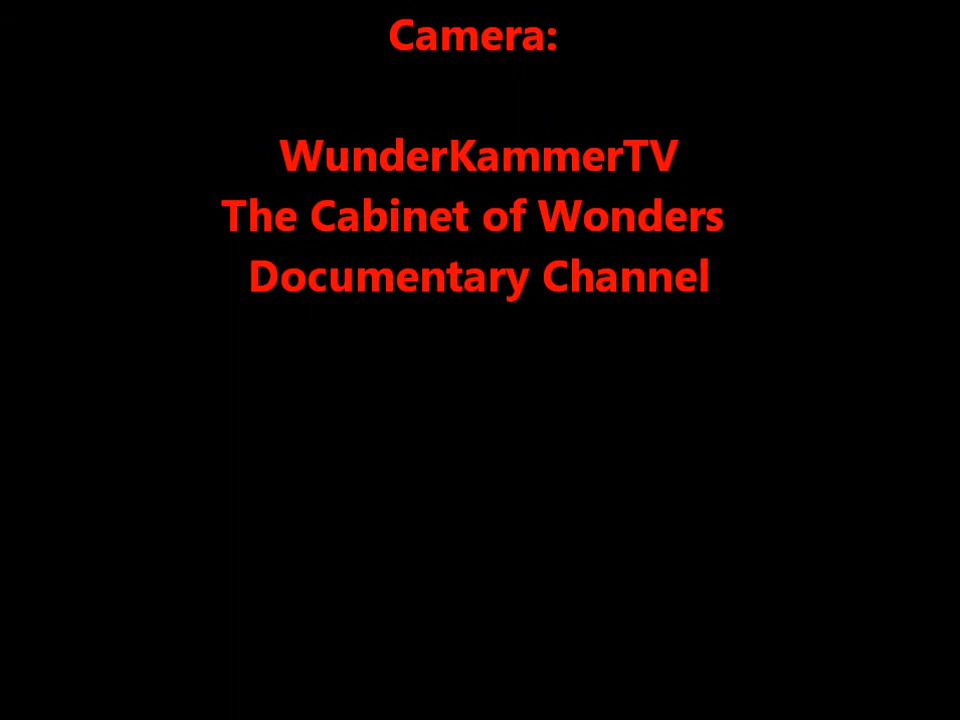 Camera:
WunderKammerTV
The Cabinet of Wonders
Documentary Channel